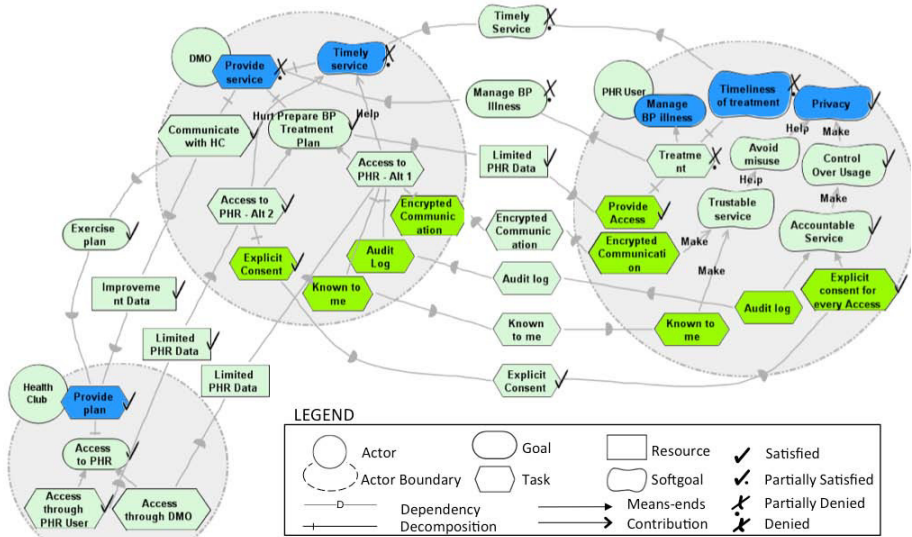 Timely
Service
DMO
Provide
service
Timely
service
Manage BP
Illness
PHR User
Manage
BP illness
Timeliness
of treatment
Privacy
Hurt
Prepare BP
Treatment
Plan
Help
Communicate
with HC
Help
Make
Avoid
misuse
Treatme
nt
Control
Over Usage
Limited
PHR Data
Access to
PHR - Alt 1
Access to
PHR - Alt 2
Help
Make
Provide
Access
Trustable
service
Encrypted
Communic
ation
Encrypted
Communic
ation
Accountable
Service
Exercise
plan
Encrypted
Communicati
on
Make
Explicit
Consent
Audit
Log
Audit log
Make
Explicit
consent for
every Access
Improveme
nt Data
Known to
me
Audit log
Known
to me
Known to
me
Limited
PHR Data
Limited
PHR Data
Explicit
Consent
Health
Club
Provide
plan
Access
to PHR
Access
through
PHR User
Access
through DMO
LEGEND
Actor
Goal
Resource
Satisfied
Actor Boundary
Task
Softgoal
Partially Satisfied
D
Dependency
Means-ends
Partially Denied
Decomposition
Contribution
Denied